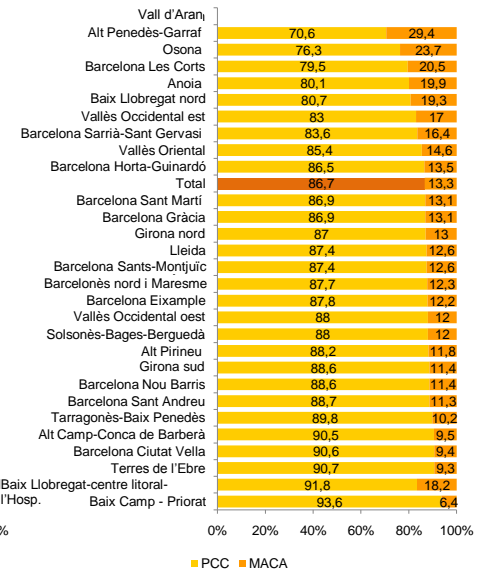 Vall d'Aran
Alt Penedès-Garraf 70,6 29,4
Osona 76,3 23,7
Barcelona Les Corts 79,5 20,5
Anoia 80,1 19,9
Baix Llobregat nord 80,7 19,3
Vallès Occidental est 83 17
Barcelona Sarrià-Sant Gervasi 83,6 16,4
Vallès Oriental 85,4 14,6
Barcelona Horta-Guinardó 86,5 13,5
Total 86,7 13,3
Barcelona Sant Martí 86,9 13,1
Barcelona Gràcia 86,9 13,1
Girona nord 87 13
Lleida 87,4 12,6
Barcelona Sants-Montjuïc 87,4 12,6
Barcelonès nord i Maresme 87,7 12,3
Barcelona Eixample 87,8 12,2
Vallès Occidental oest 88 12
Solsonès-Bages-Berguedà 88 12
Alt Pirineu 88,2 11,8
Girona sud 88,6 11,4
Barcelona Nou Barris 88,6 11,4
Barcelona Sant Andreu 88,7 11,3
Tarragonès-Baix Penedès 89,8 10,2
Alt Camp-Conca de Barberà 90,5 9,5
Barcelona Ciutat Vella 90,6 9,4
Terres de l'Ebre 90,7 9,3
Baix Llobregat-centre litoral-l'Hosp. 91,8 18,2
Baix Camp - Priorat 93,6 6,4
% 0% 20% 40% 60% 80% 100%
PCC MACA